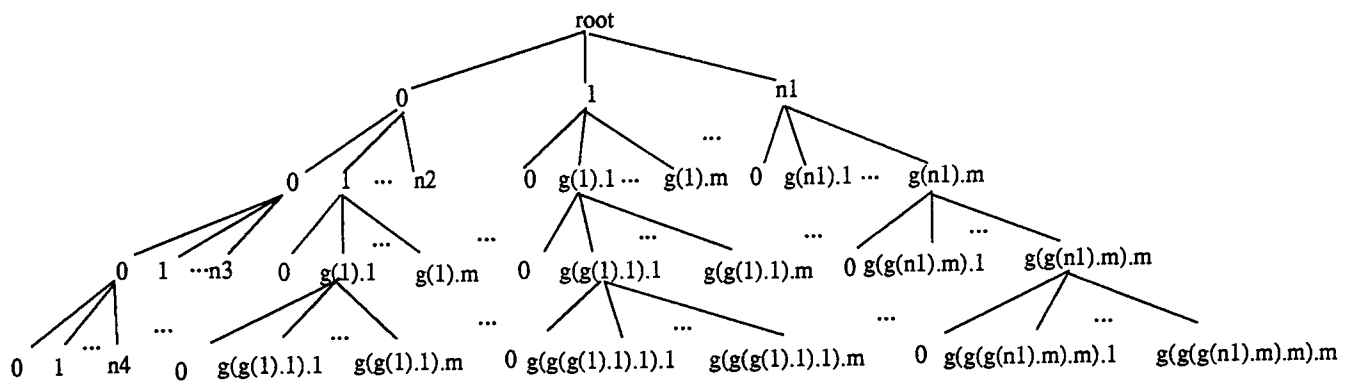 root
0 1 n1
...
0 1 ... n2 0 g(1).1 ... g(1).m 0 g(n1).1 ... g(n1).m
... ... ... ... ...
0 1 ...n3 0 g(1).1 g(1).m 0 g(g(1).1).1 g(g(1).1).m 0 g(g(n1).m).1 g(g(n1).m).m
... ... ... ... ... ... ...
0 1 n4 0 g(g(1).1).1 g(g(1).1).m 0 g(g(g(1).1).1).1 g(g(g(1).1).1).m 0 g(g(g(n1).m).m).1 g(g(g(n1).m).m).m